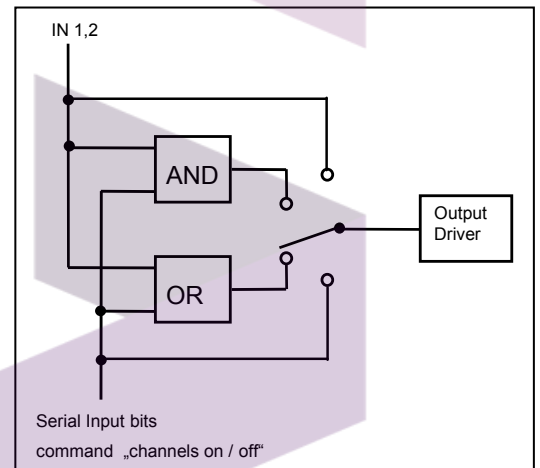 IN 1,2
AND
Output
Driver
OR
Serial Input bits
command „channels on / off“